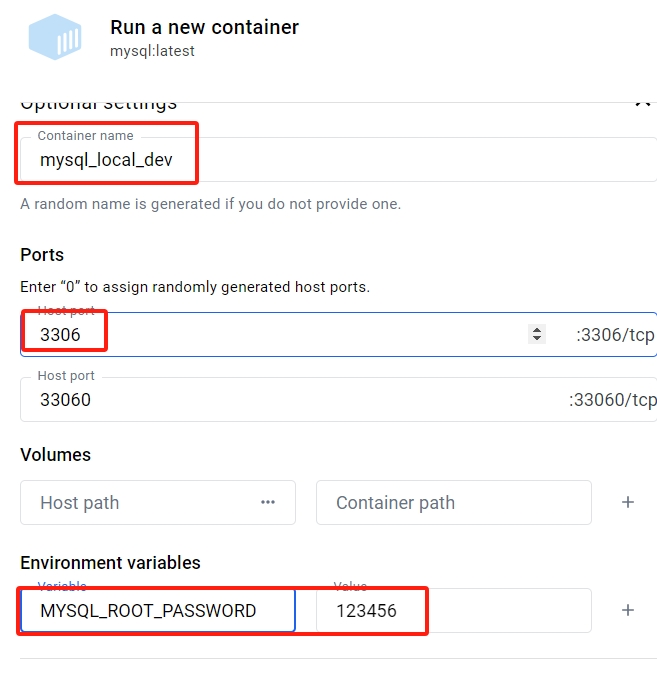 Run a new container
mysql:latest
Optional settings
Container name
mysql_local_dev
A random name is generated if you do not provide one.
Ports
Enter “0” to assign randomly generated host ports.
Host port
3306 :3306/tcp
Host port
33060 :33060/tcp
Volumes
Host path ··· Container path +
Environment variables
Variable Value
MYSQL_ROOT_PASSWORD 123456 +